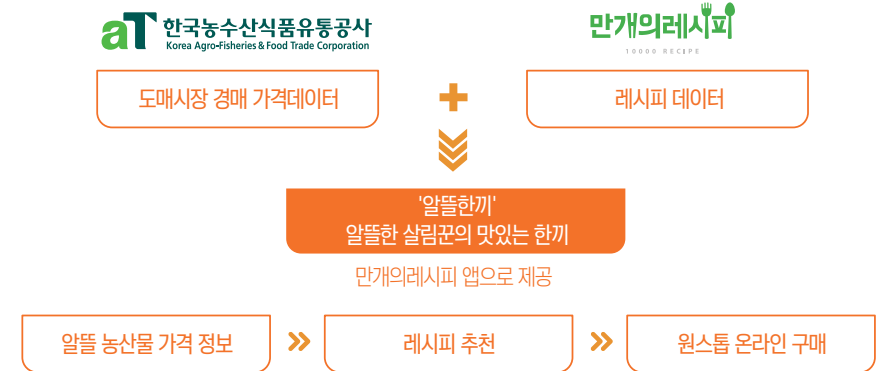 aT 한국농수산식품유통공사
Korea Agro-Fisheries & Food Trade Corporation
만개의레시피
10000 RECIPE
도매시장 경매 가격데이터
+
레시피 데이터
'알뜰한끼'
알뜰한 살림꾼의 맛있는 한끼
만개의레시피 앱으로 제공
알뜰 농산물 가격 정보
레시피 추천
원스톱 온라인 구매